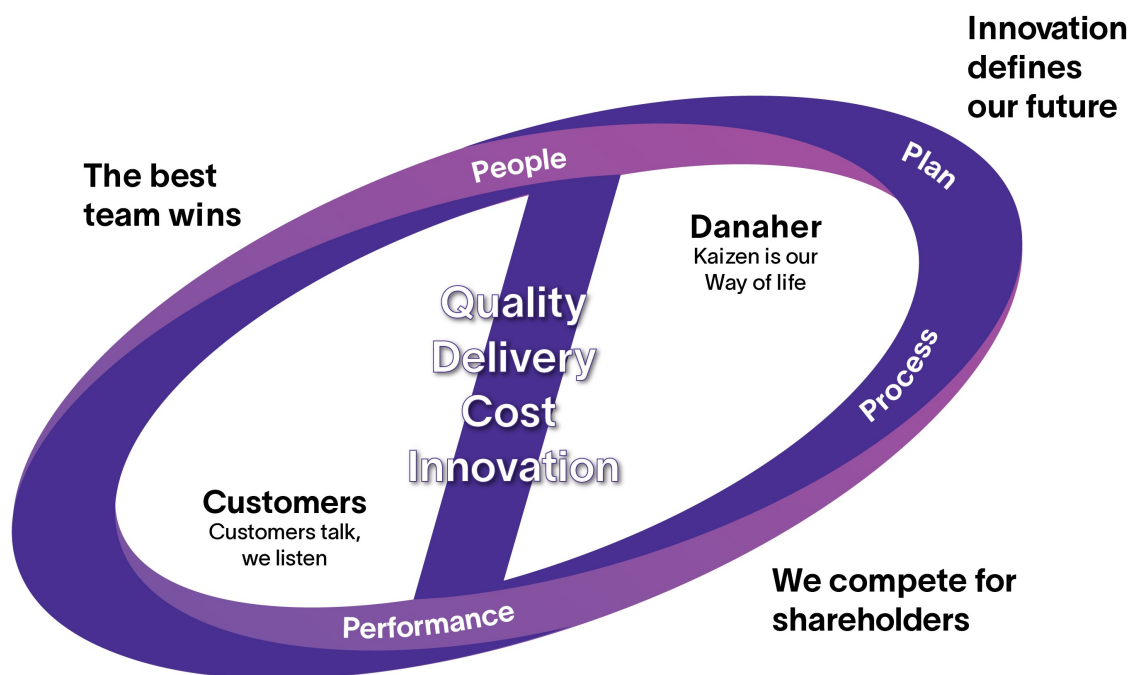 Innovation
defines
our future
The best
team wins
People
Plan
Danaher
Kaizen is our
Way of life
Quality
Delivery
Cost
Innovation
Process
Customers
Customers talk,
we listen
We compete for
shareholders
Performance